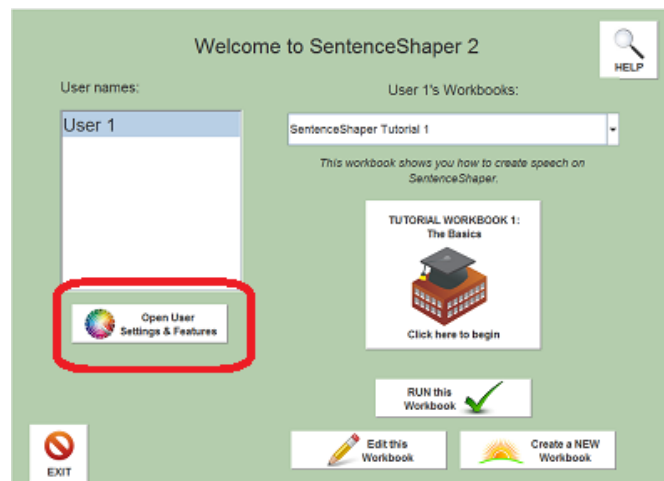 Welcome to SentenceShaper 2
HELP
User names:
User 1's Workbooks:
User 1
SentenceShaper Tutorial 1
This workbook shows you how to create speech on
SentenceShaper.
TUTORIAL WORKBOOK 1:
The Basics
Click here to begin
Open User
Settings & Features
RUN this
Workbook
Edit this
Workbook
Create a NEW
Workbook
EXIT